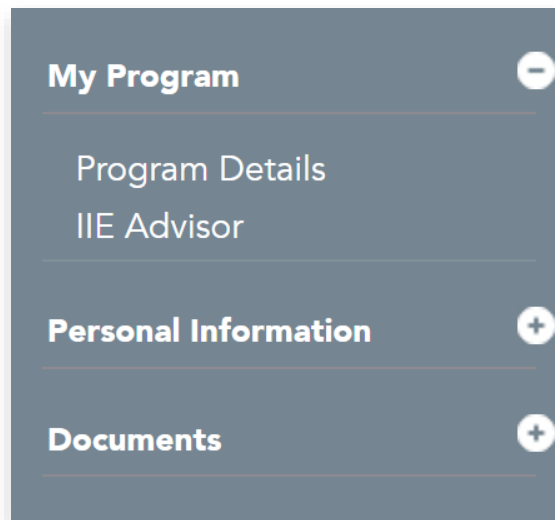 My Program
Program Details
IIE Advisor
Personal Information
Documents